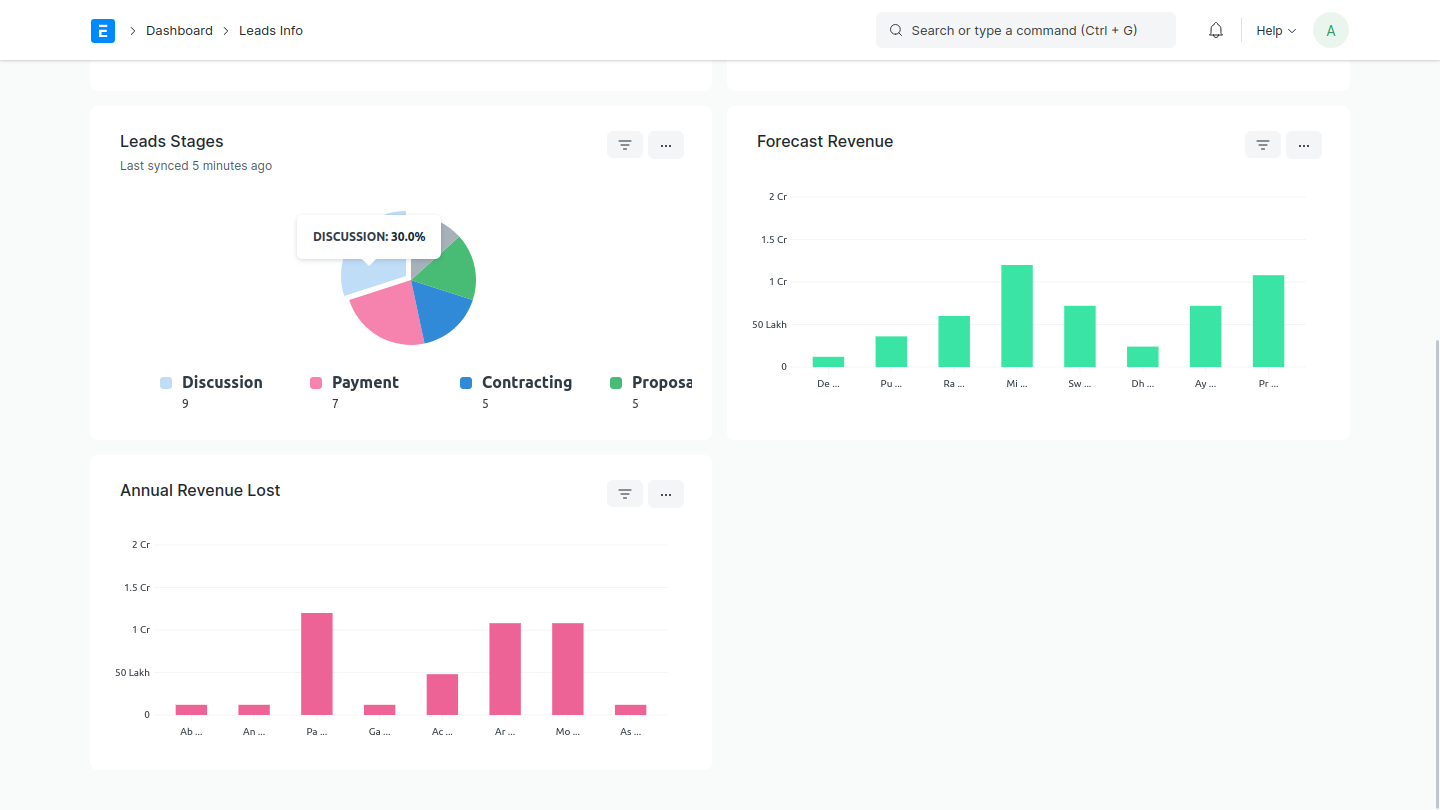 E
Dashboard
Leads Info
Search or type a command (Ctrl + G)
Help
A
Leads Stages
Last synced 5 minutes ago
DISCUSSION: 30.0%
Discussion
9
Payment
7
Contracting
5
Proposa
5
Forecast Revenue
2 Cr
1.5 Cr
1 Cr
50 Lakh
0
De ...
Pu ...
Ra ...
Mi ...
Sw ...
Dh ...
Ay ...
Pr ...
Annual Revenue Lost
2 Cr
1.5 Cr
1 Cr
50 Lakh
0
Ab ...
An ...
Pa ...
Ga ...
Ac ...
Ar ...
Mo ...
As ...